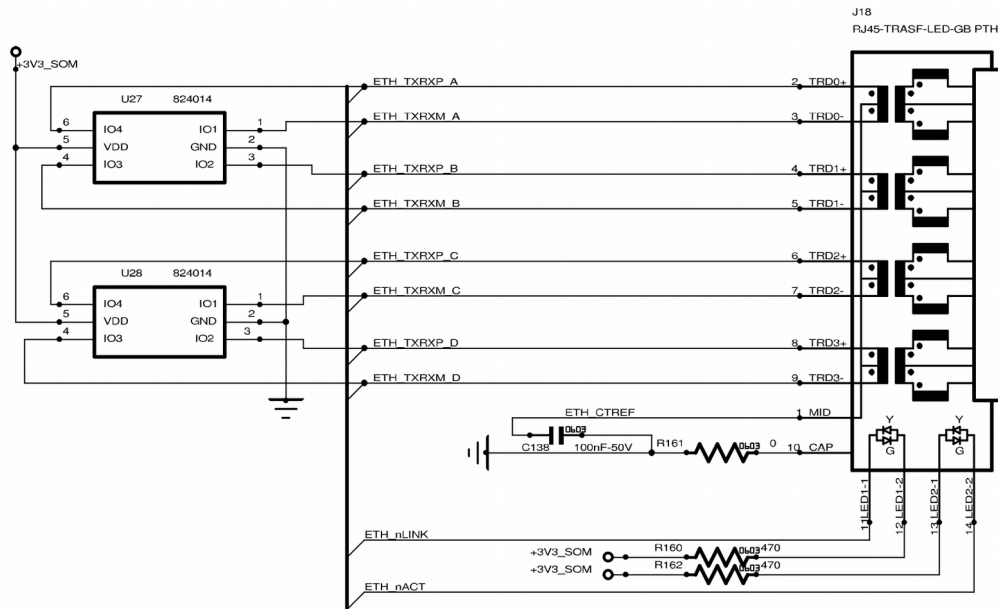 J18
RJ45-TRASF-LED-GB PTH
+3V3_SOM
ETH_TXRXP_A 2 TRD0+
U27 824014
6 IO4 IO1 1
ETH_TXRXM_A 3 TRD0-
5 VDD GND 2
4 IO3 IO2 3
ETH_TXRXP_B 4 TRD1+
ETH_TXRXM_B 5 TRD1-
ETH_TXRXP_C 6 TRD2+
U28 824014
6 IO4 IO1 1
ETH_TXRXM_C 7 TRD2-
5 VDD GND 2
4 IO3 IO2 3
ETH_TXRXP_D 8 TRD3+
ETH_TXRXM_D 9 TRD3-
ETH_CTREF 1 MID
0603
C138 100nF-50V
R161 0603 0 10 CAP
Y Y
G G
11 LED1-1
12 LED1-2
13 LED2-1
14 LED2-2
ETH_nLINK
+3V3_SOM R160 0603 470
+3V3_SOM R162 0603 470
ETH_nACT